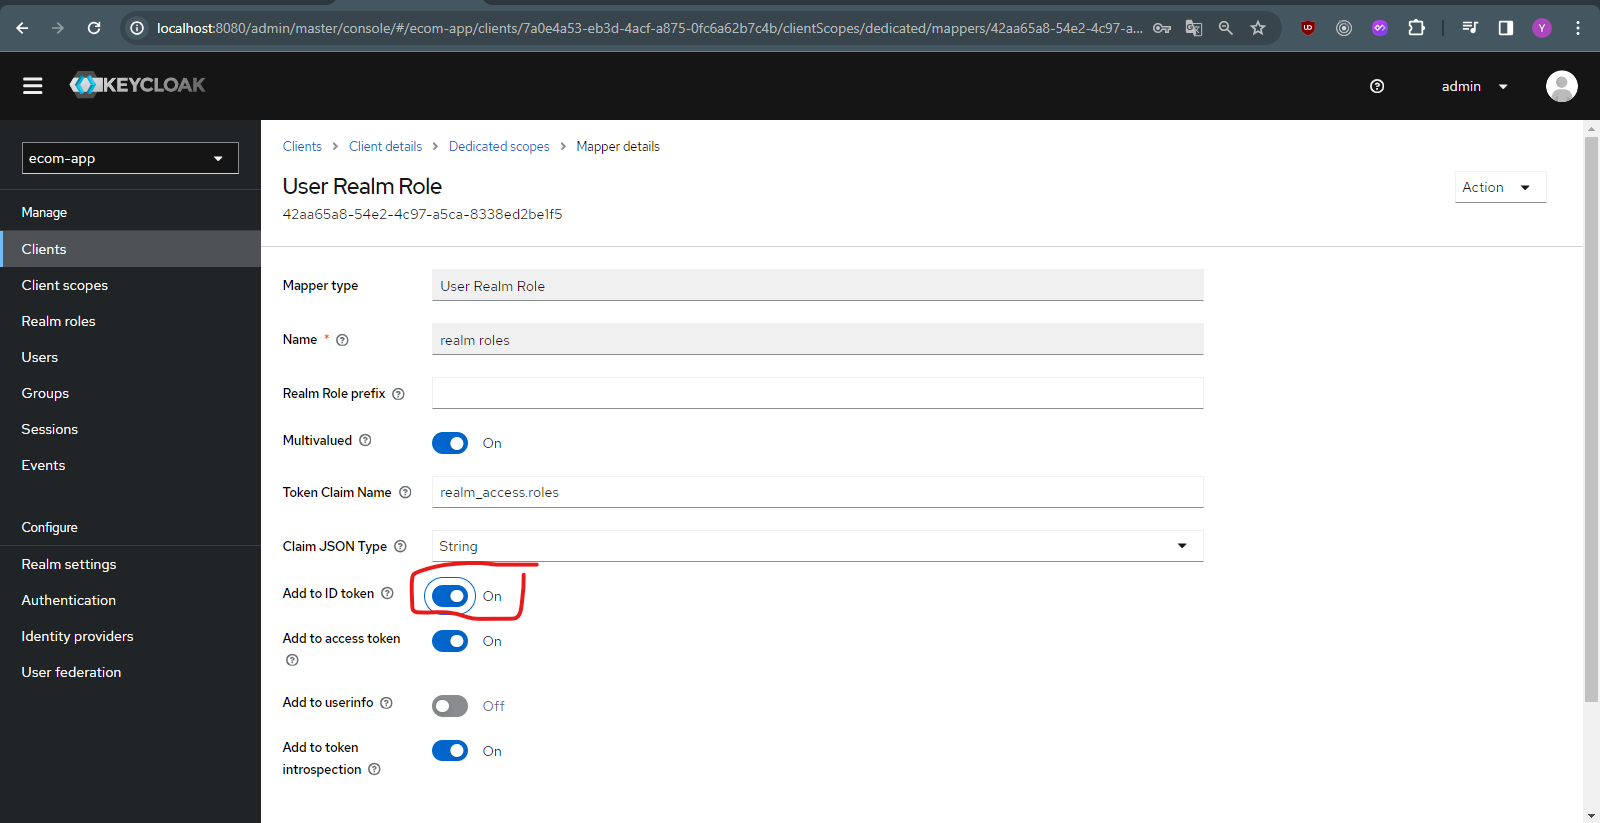 localhost:8080/admin/master/console/#/ecom-app/clients/7a0e4a53-eb3d-4acf-a875-0fc6a62b7c4b/clientScopes/dedicated/mappers/42aa65a8-54e2-4c97-a...
UD
Y
KEYCLOAK
admin
ecom-app
Manage
Clients
Client scopes
Realm roles
Users
Groups
Sessions
Events
Configure
Realm settings
Authentication
Identity providers
User federation
Clients > Client details > Dedicated scopes > Mapper details
User Realm Role
42aa65a8-54e2-4c97-a5ca-8338ed2be1f5
Action
Mapper type User Realm Role
Name * realm roles
Realm Role prefix
Multivalued On
Token Claim Name realm_access.roles
Claim JSON Type String
Add to ID token On
Add to access token On
Add to userinfo Off
Add to token
introspection On